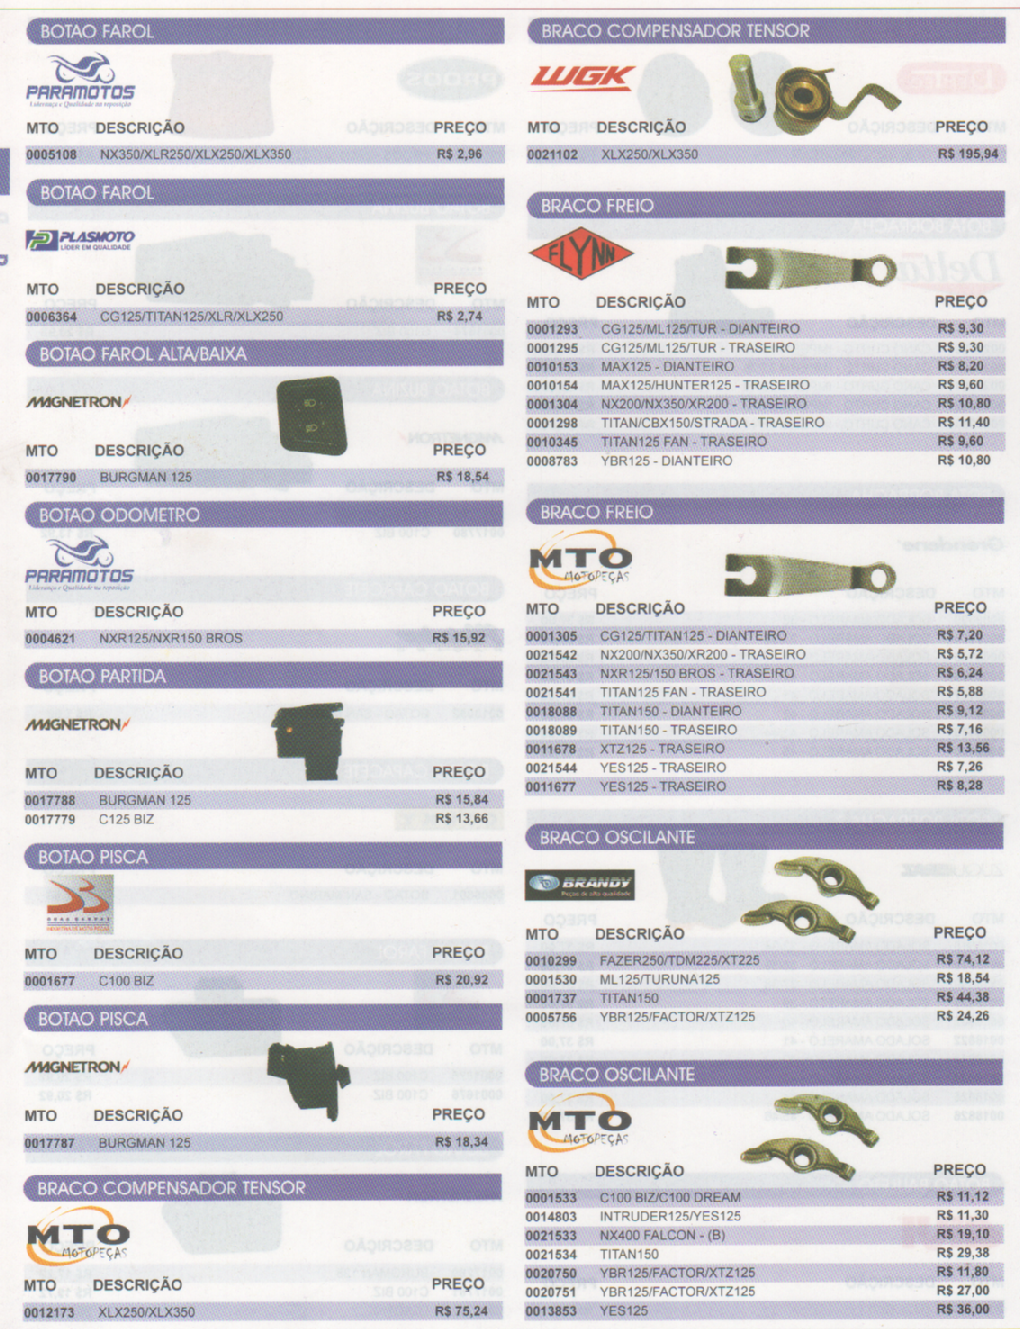 BOTAO FAROL
PARAMOTOS
Liderança e Qualidade na reposição
MTO DESCRIÇÃO PREÇO
0005108 NX350/XLR250/XLX250/XLX350 R$ 2,96
BOTAO FAROL
PLASMOTO
LIDER EM QUALIDADE
MTO DESCRIÇÃO PREÇO
0006364 CG125/TITAN125/XLR/XLX250 R$ 2,74
BOTAO FAROL ALTA/BAIXA
MAGNETRON
MTO DESCRIÇÃO PREÇO
0017790 BURGMAN 125 R$ 18,54
BOTAO ODOMETRO
PARAMOTOS
Liderança e Qualidade na reposição
MTO DESCRIÇÃO PREÇO
0004621 NXR125/NXR150 BROS R$ 15,92
BOTAO PARTIDA
MAGNETRON
MTO DESCRIÇÃO PREÇO
0017788 BURGMAN 125 R$ 15,84
0017779 C125 BIZ R$ 13,66
BOTAO PISCA
MTO DESCRIÇÃO PREÇO
0001677 C100 BIZ R$ 20,92
BOTAO PISCA
MAGNETRON
MTO DESCRIÇÃO PREÇO
0017787 BURGMAN 125 R$ 18,34
BRACO COMPENSADOR TENSOR
MTO
MOTOPEÇAS
MTO DESCRIÇÃO PREÇO
0012173 XLX250/XLX350 R$ 75,24
BRACO COMPENSADOR TENSOR
WGK
MTO DESCRIÇÃO PREÇO
0021102 XLX250/XLX350 R$ 195,94
BRACO FREIO
FLYNN
MTO DESCRIÇÃO PREÇO
0001293 CG125/ML125/TUR - DIANTEIRO R$ 9,30
0001295 CG125/ML125/TUR - TRASEIRO R$ 9,30
0010153 MAX125 - DIANTEIRO R$ 8,20
0010154 MAX125/HUNTER125 - TRASEIRO R$ 9,60
0001304 NX200/NX350/XR200 - TRASEIRO R$ 10,80
0001298 TITAN/CBX150/STRADA - TRASEIRO R$ 11,40
0010345 TITAN125 FAN - TRASEIRO R$ 9,60
0008783 YBR125 - DIANTEIRO R$ 10,80
BRACO FREIO
MTO
MOTOPEÇAS
MTO DESCRIÇÃO PREÇO
0001305 CG125/TITAN125 - DIANTEIRO R$ 7,20
0021542 NX200/NX350/XR200 - TRASEIRO R$ 5,72
0021543 NXR125/150 BROS - TRASEIRO R$ 6,24
0021541 TITAN125 FAN - TRASEIRO R$ 5,88
0018088 TITAN150 - DIANTEIRO R$ 9,12
0018089 TITAN150 - TRASEIRO R$ 7,16
0011678 XTZ125 - TRASEIRO R$ 13,56
0021544 YES125 - TRASEIRO R$ 7,26
0011677 YES125 - TRASEIRO R$ 8,28
BRACO OSCILANTE
BRANDY
Peças de alta qualidade
MTO DESCRIÇÃO PREÇO
0010299 FAZER250/TDM225/XT225 R$ 74,12
0001530 ML125/TURUNA125 R$ 18,54
0001737 TITAN150 R$ 44,38
0005756 YBR125/FACTOR/XTZ125 R$ 24,26
BRACO OSCILANTE
MTO
MOTOPEÇAS
MTO DESCRIÇÃO PREÇO
0001533 C100 BIZ/C100 DREAM R$ 11,12
0014803 INTRUDER125/YES125 R$ 11,30
0021533 NX400 FALCON - (B) R$ 19,10
0021534 TITAN150 R$ 29,38
0020750 YBR125/FACTOR/XTZ125 R$ 11,80
0020751 YBR125/FACTOR/XTZ125 R$ 27,00
0013853 YES125 R$ 36,00